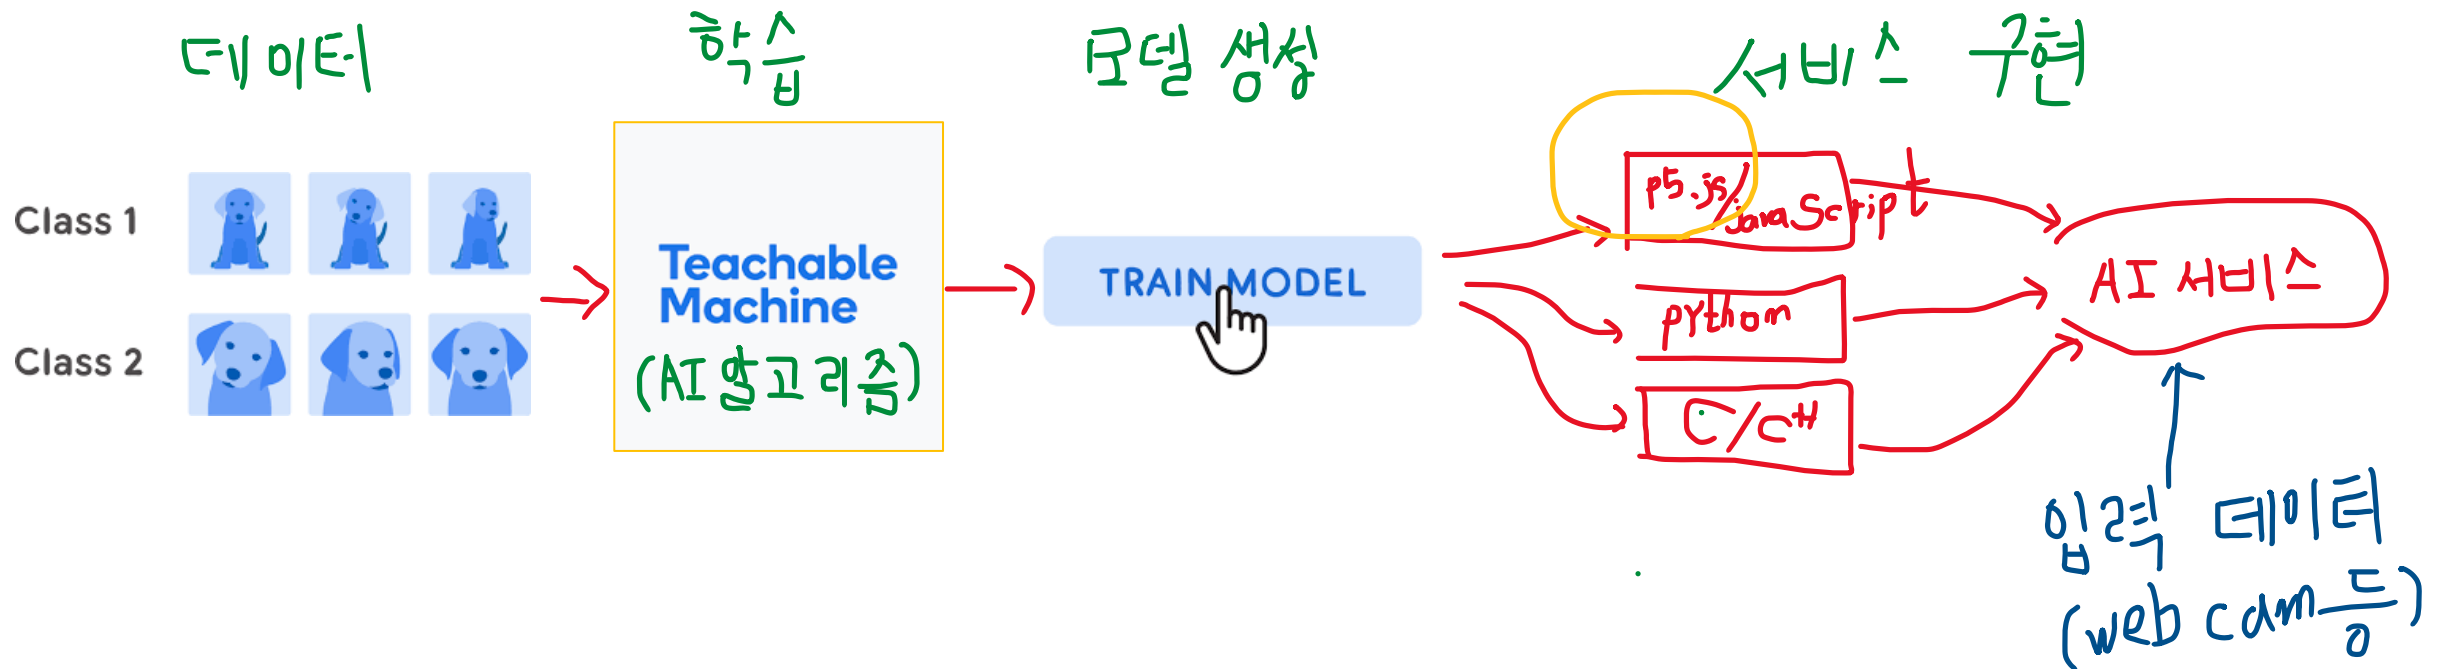 데이터
학습
모델 생성
서비스 구현
Class 1
Class 2
Teachable
Machine
(AI 알고리즘)
TRAIN MODEL
p5.js/
javaScript
python
C/C++
AI 서비스
입력 데이터
(web cam 등)